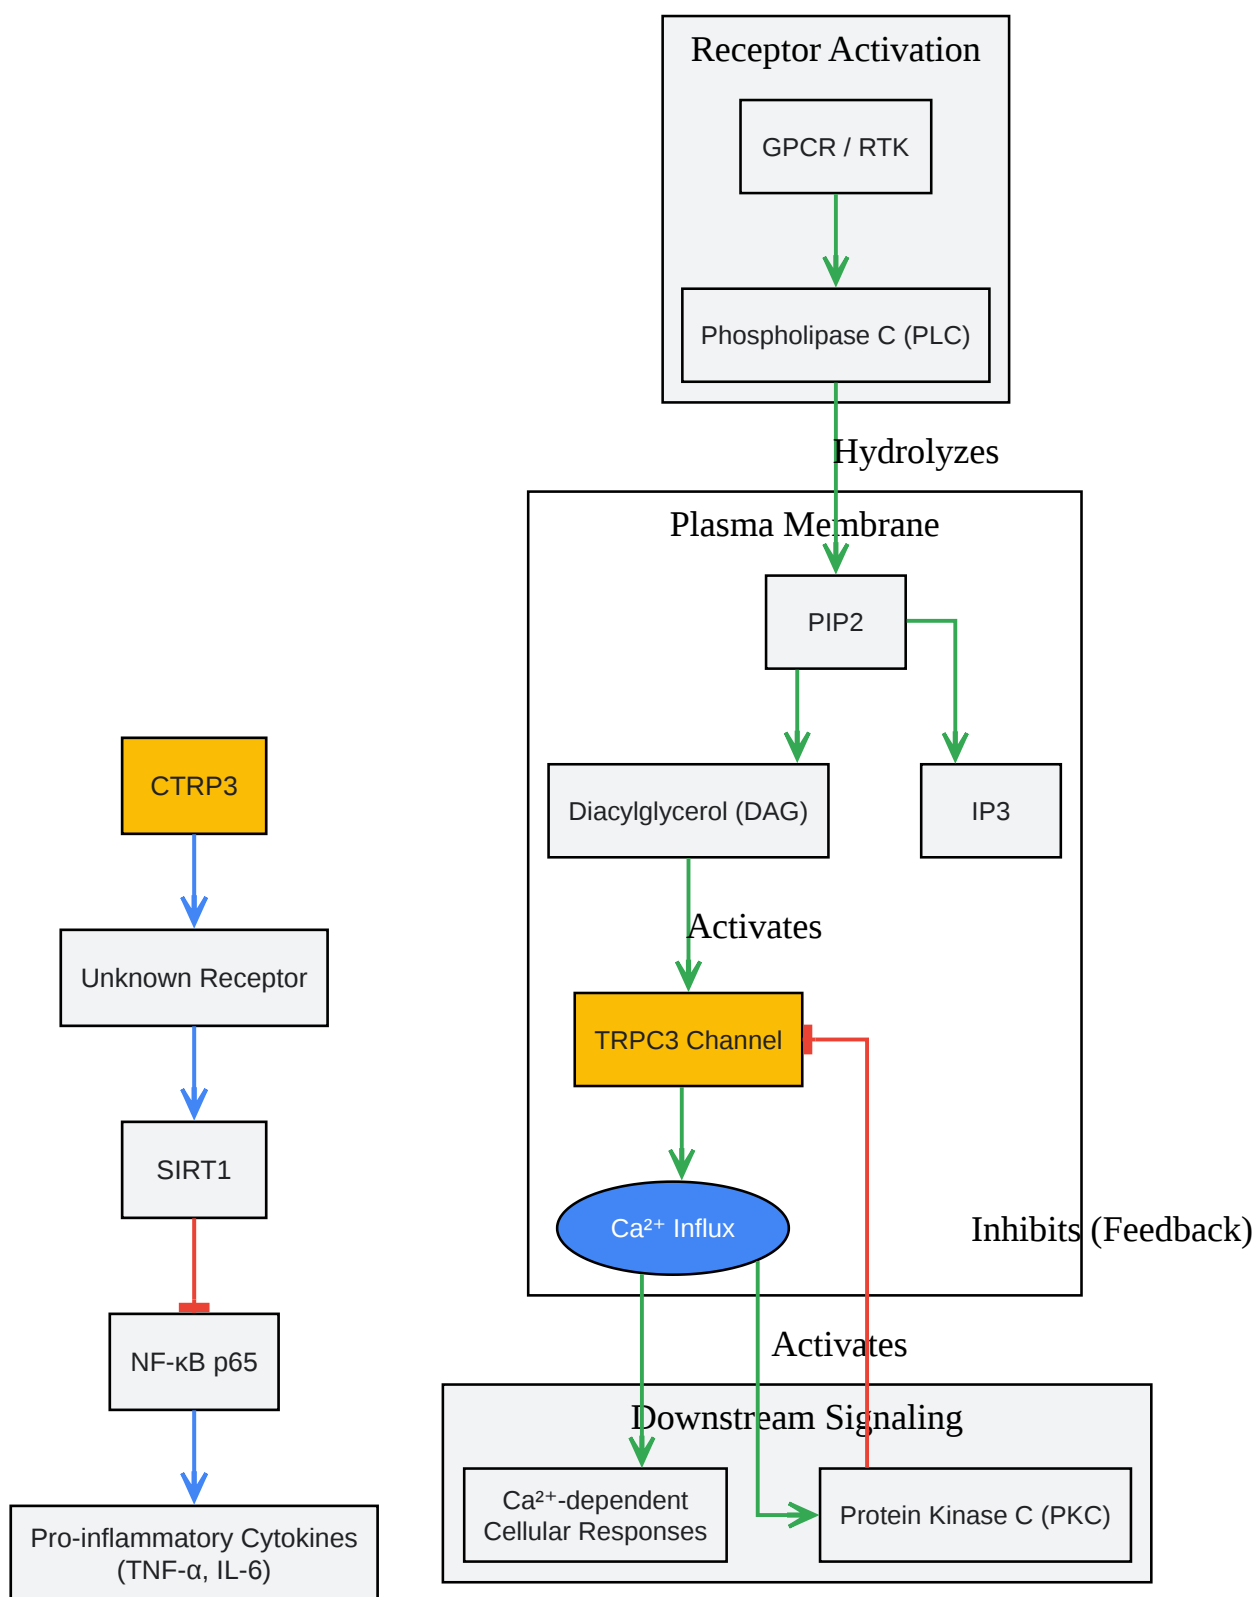 Receptor Activation
GPCR / RTK
Phospholipase C (PLC)
Hydrolyzes
Plasma Membrane
PIP2
Diacylglycerol (DAG)
IP3
Activates
TRPC3 Channel
Ca²⁺ Influx
Inhibits (Feedback)
Activates
Downstream Signaling
Ca²⁺-dependent
Cellular Responses
Protein Kinase C (PKC)
CTRP3
Unknown Receptor
SIRT1
NF-κB p65
Pro-inflammatory Cytokines
(TNF-α, IL-6)